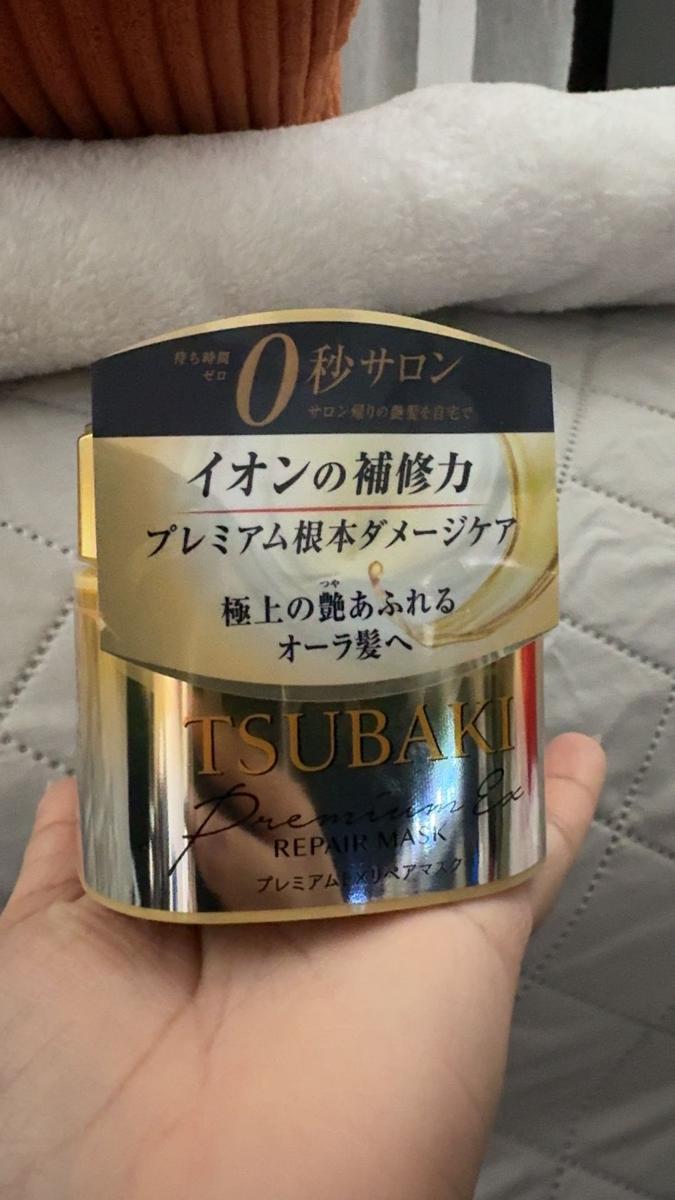 待ち時間
ゼロ
0秒サロン
サロン帰りの艶髪を自宅で
イオンの補修力
プレミアム根本ダメージケア
つや
極上の艶あふれる
オーラ髪へ
TSUBAKI
Premium Ex
REPAIR MASK
プレミアムEXリペアマスク